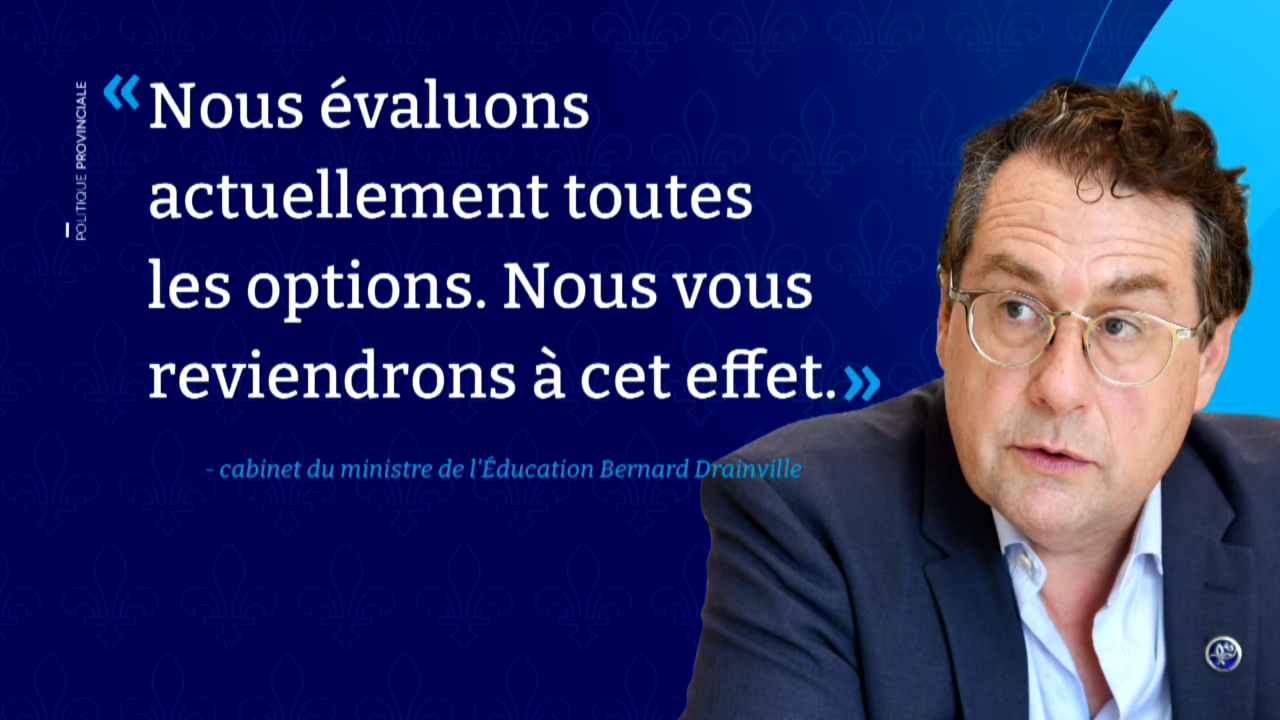 POLITIQUE PROVINCIALE
« Nous évaluons
actuellement toutes
les options. Nous vous
reviendrons à cet effet. »
- cabinet du ministre de l'Éducation Bernard Drainville